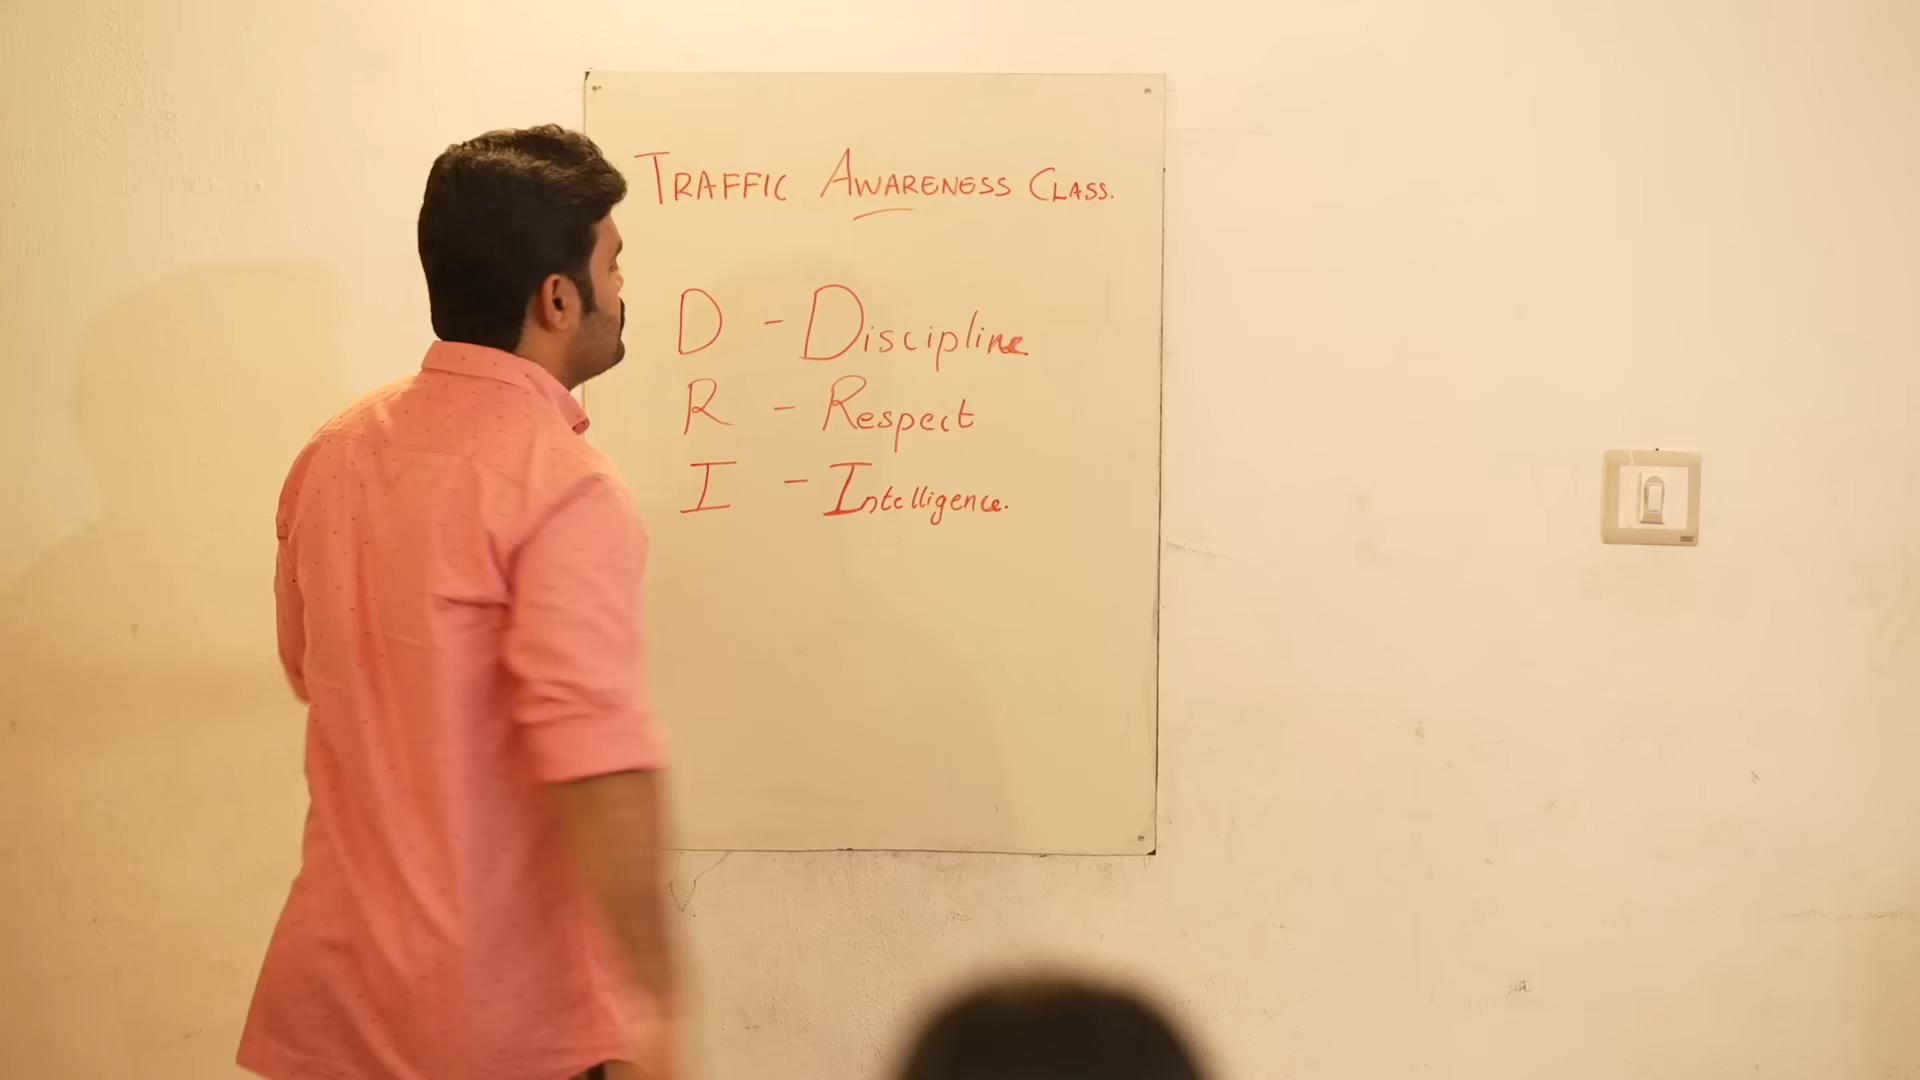 TRAFFIC AWARENESS CLASS.
D - Discipline
R - Respect
I - Intelligence.